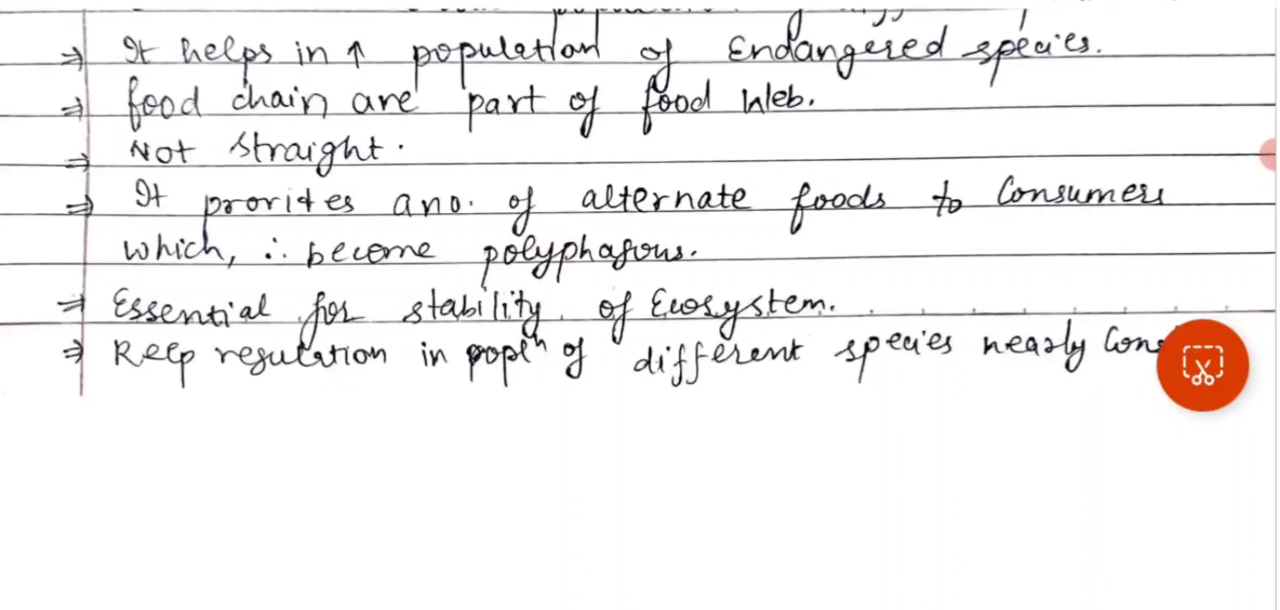 ⇒ It helps in ↑ population of Endangered species.
⇒ food chain are part of food Web.
⇒ Not straight.
⇒ It provides a no. of alternate foods to Consumers
which, ∴ become polyphagous.
⇒ Essential for stability of Ecosystem.
⇒ Keep regulation in popln of different species nearly